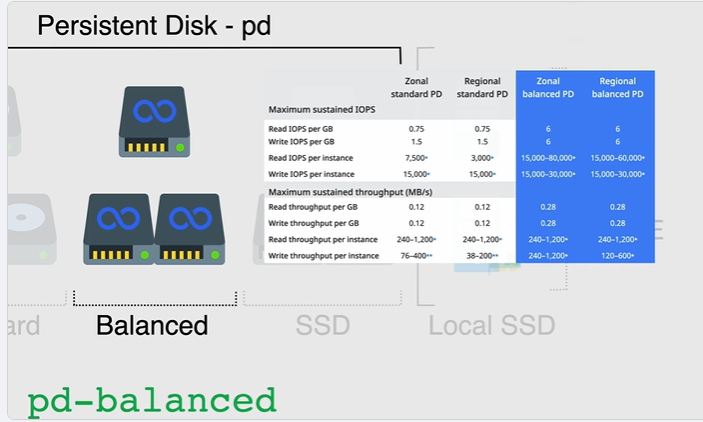 Persistent Disk - pd
Zonal standard PD Regional standard PD Zonal balanced PD Regional balanced PD
Maximum sustained IOPS
Read IOPS per GB 0.75 0.75 6 6
Write IOPS per GB 1.5 1.5 6 6
Read IOPS per instance 7,500* 3,000* 15,000–80,000* 15,000–60,000*
Write IOPS per instance 15,000* 15,000* 15,000–30,000* 15,000–30,000*
Maximum sustained throughput (MB/s)
Read throughput per GB 0.12 0.12 0.28 0.28
Write throughput per GB 0.12 0.12 0.28 0.28
Read throughput per instance 240–1,200* 240–1,200* 240–1,200* 240–1,200*
Write throughput per instance 76–400** 38–200** 240–1,200* 120–600*
ard Balanced SSD Local SSD
pd-balanced